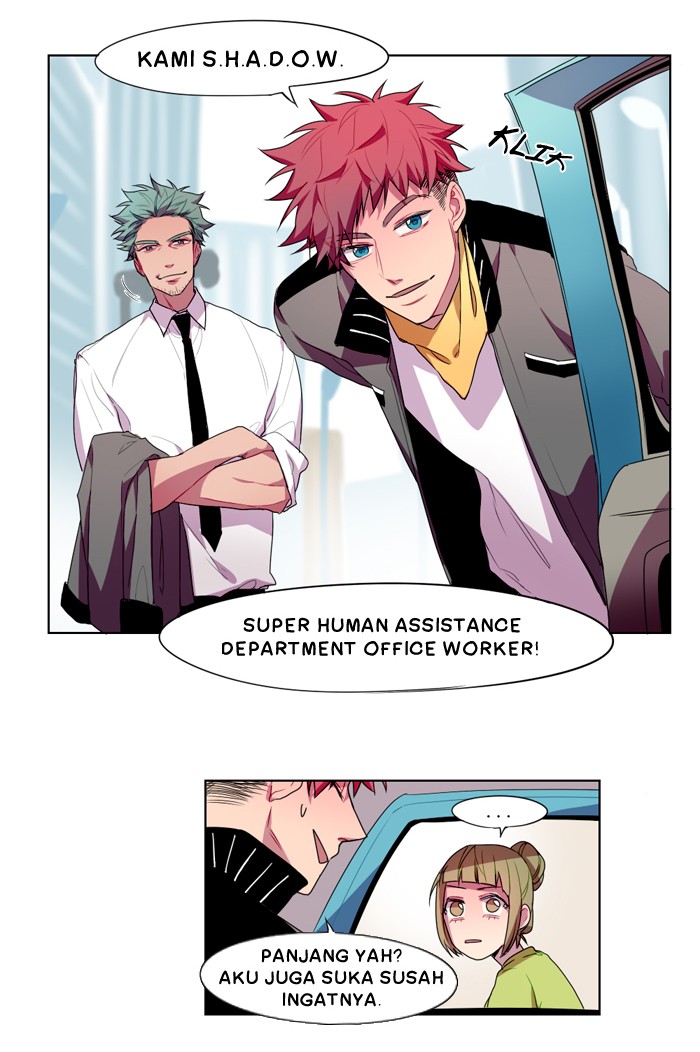 KAMI S.H.A.D.O.W.
KLIK
SUPER HUMAN ASSISTANCE
DEPARTMENT OFFICE WORKER!
...
PANJANG YAH?
AKU JUGA SUKA SUSAH
INGATNYA.